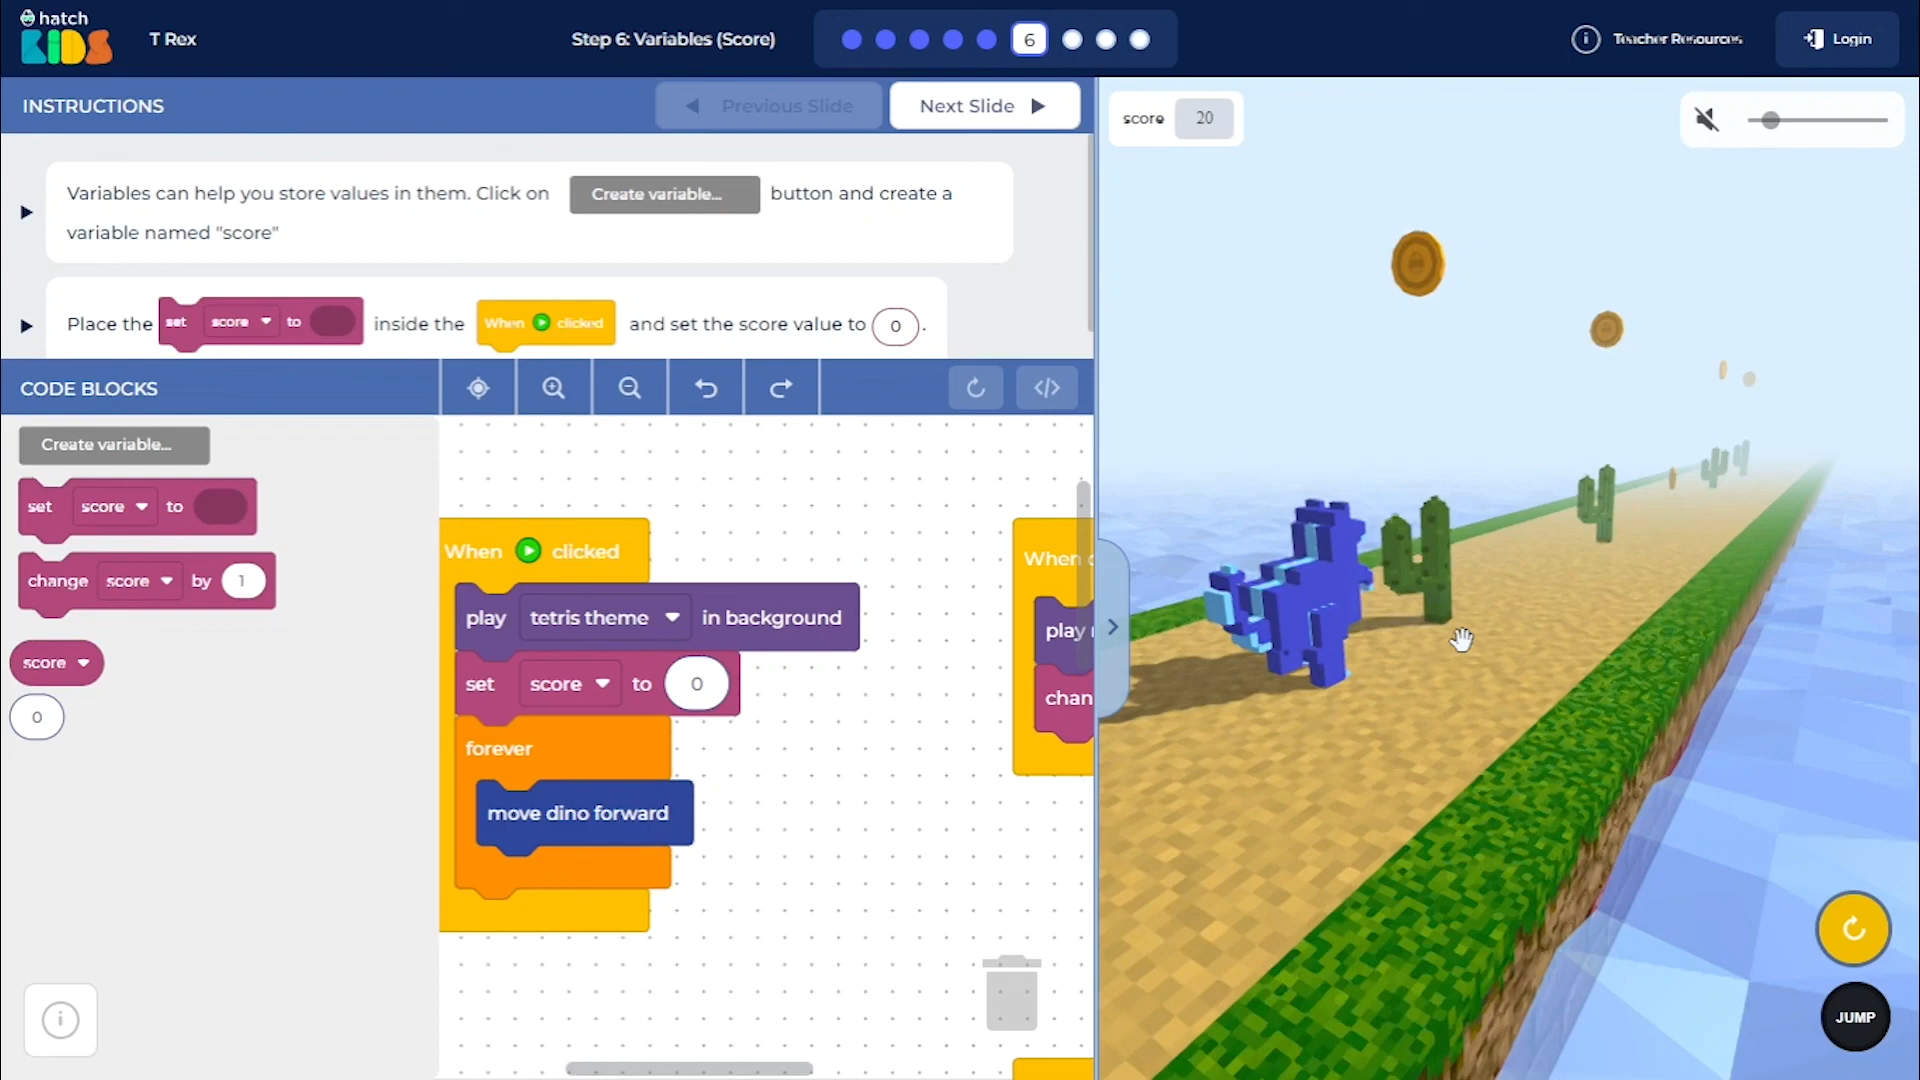 hatch
KIDS
T Rex
Step 6: Variables (Score)
6
Teacher Resources
Login
INSTRUCTIONS
Previous Slide
Next Slide
Variables can help you store values in them. Click on Create variable... button and create a
variable named "score"
Place the set score to inside the When clicked and set the score value to 0 .
CODE BLOCKS
Create variable...
set score to
change score by 1
score
0
When clicked
play tetris theme in background
set score to 0
forever
move dino forward
When
play
score 20
JUMP